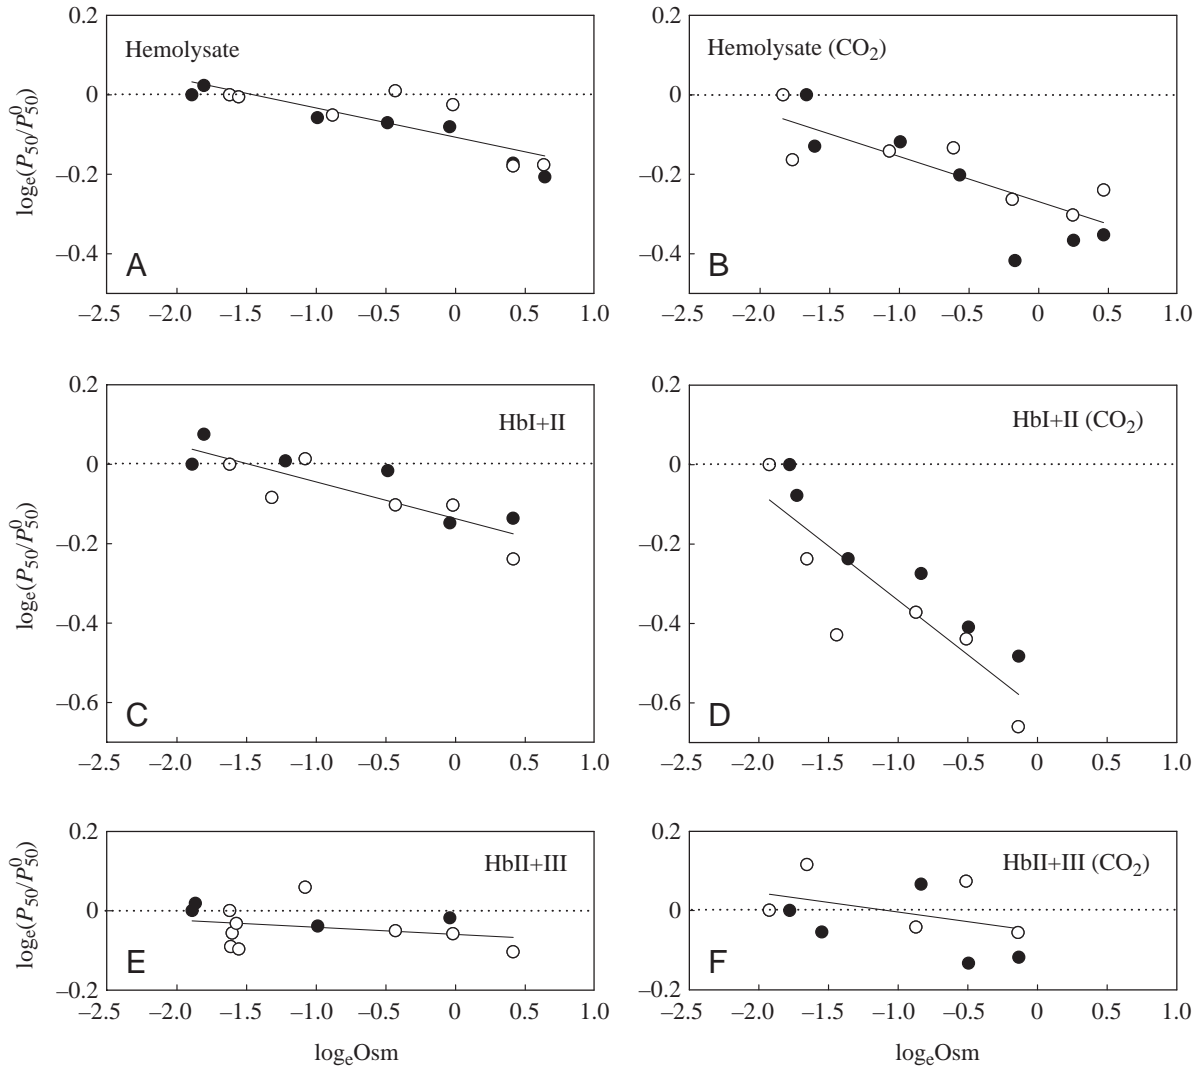 0.2
0
–0.2
–0.4
logₑ(P₅₀/P⁰₅₀)
Hemolysate
A
–2.5 –2.0 –1.5 –1.0 –0.5 0 0.5 1.0
0.2
0
–0.2
–0.4
Hemolysate (CO₂)
B
–2.5 –2.0 –1.5 –1.0 –0.5 0 0.5 1.0
0.2
0
–0.2
–0.4
–0.6
logₑ(P₅₀/P⁰₅₀)
HbI+II
C
–2.5 –2.0 –1.5 –1.0 –0.5 0 0.5 1.0
0.2
0
–0.2
–0.4
–0.6
HbI+II (CO₂)
D
–2.5 –2.0 –1.5 –1.0 –0.5 0 0.5 1.0
0.2
0
–0.2
logₑ(P₅₀/P⁰₅₀)
HbII+III
E
–2.5 –2.0 –1.5 –1.0 –0.5 0 0.5 1.0
logₑOsm
0.2
0
–0.2
HbII+III (CO₂)
F
–2.5 –2.0 –1.5 –1.0 –0.5 0 0.5 1.0
logₑOsm